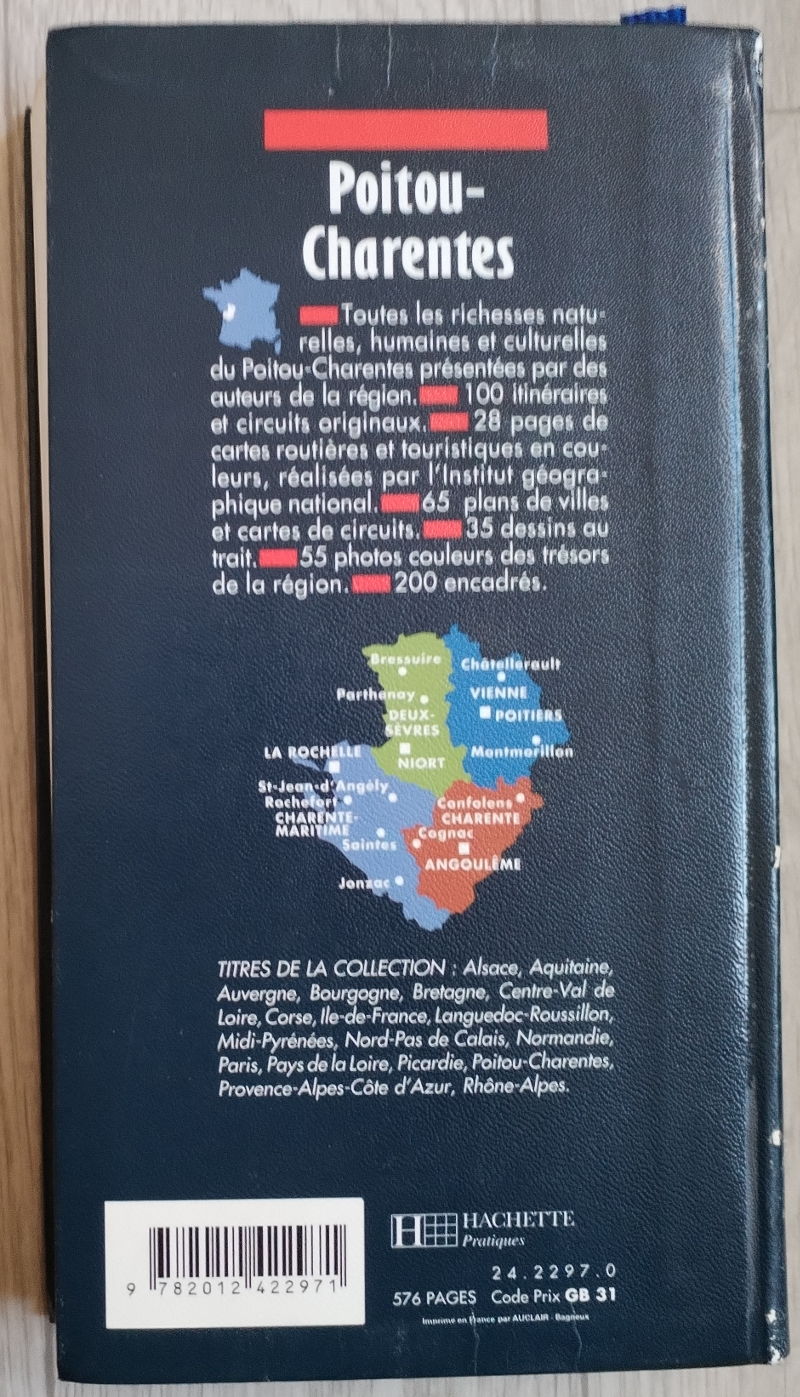 Poitou-
Charentes
Toutes les richesses natu-
relles, humaines et culturelles
du Poitou-Charentes présentées par des
auteurs de la région. 100 itinéraires
et circuits originaux. 28 pages de
cartes routières et touristiques en cou-
leurs, réalisées par l'Institut géogra-
phique national. 65 plans de villes
et cartes de circuits. 35 dessins au
trait. 55 photos couleurs des trésors
de la région. 200 encadrés.
Bressuire
Châtellerault
Parthenay
VIENNE
DEUX-
SÈVRES
POITIERS
LA ROCHELLE
NIORT
Montmorillon
St-Jean-d'Angély
Rochefort
Confolens
CHARENTE-
MARITIME
CHARENTE
Cognac
Saintes
ANGOULÊME
Jonzac
TITRES DE LA COLLECTION : Alsace, Aquitaine,
Auvergne, Bourgogne, Bretagne, Centre-Val de
Loire, Corse, Ile-de-France, Languedoc-Roussillon,
Midi-Pyrénées, Nord-Pas de Calais, Normandie,
Paris, Pays de la Loire, Picardie, Poitou-Charentes,
Provence-Alpes-Côte d'Azur, Rhône-Alpes.
H HACHETTE
Pratiques
24.2297.0
576 PAGES Code Prix GB 31
Imprimé en France par AUCLAIR - Bagneux
9 782012 422971